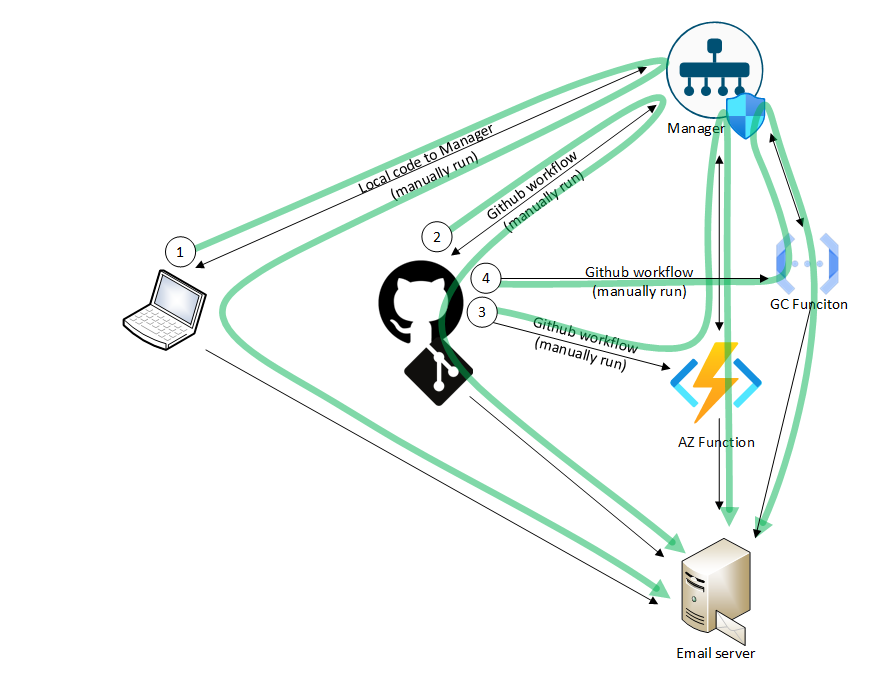 Manager
Local code to Manager
(manually run)
Github workflow
(manually run)
1
2
4
Github workflow
(manually run)
GC Funciton
3
Github workflow
(manually run)
AZ Function
Email server